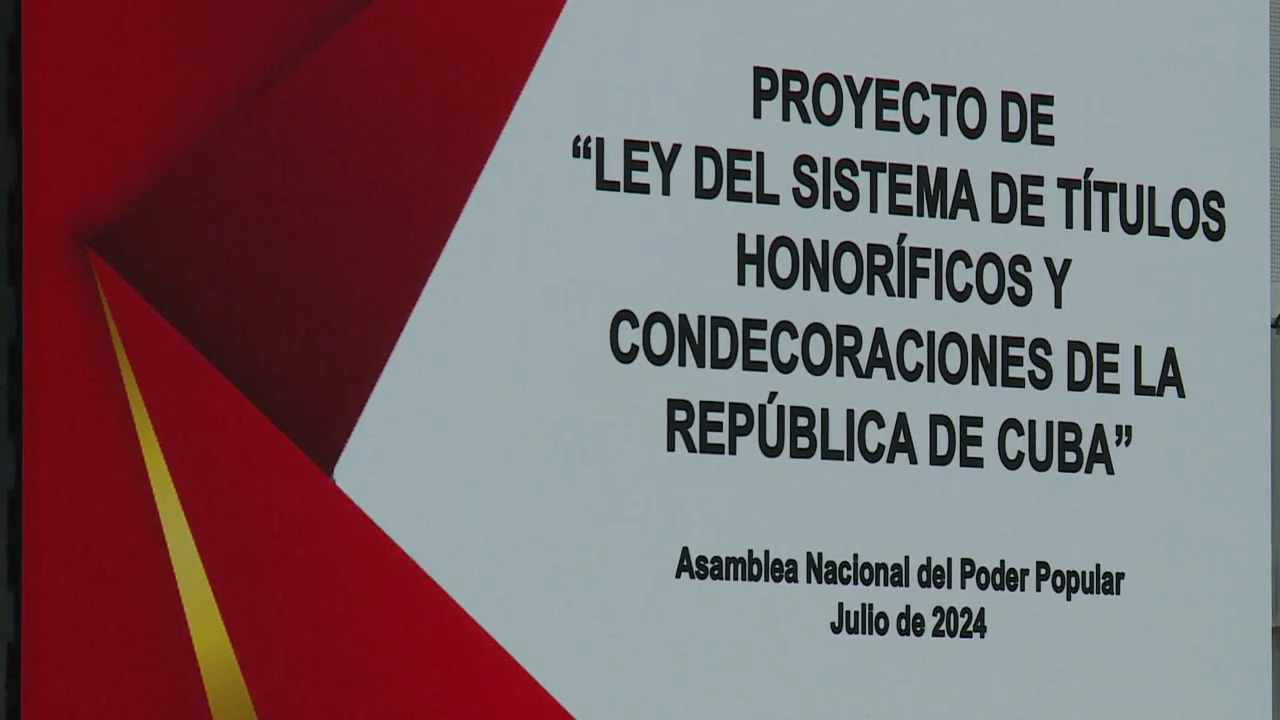 PROYECTO DE
“LEY DEL SISTEMA DE TÍTULOS
HONORÍFICOS Y
CONDECORACIONES DE LA
REPÚBLICA DE CUBA”
Asamblea Nacional del Poder Popular
Julio de 2024